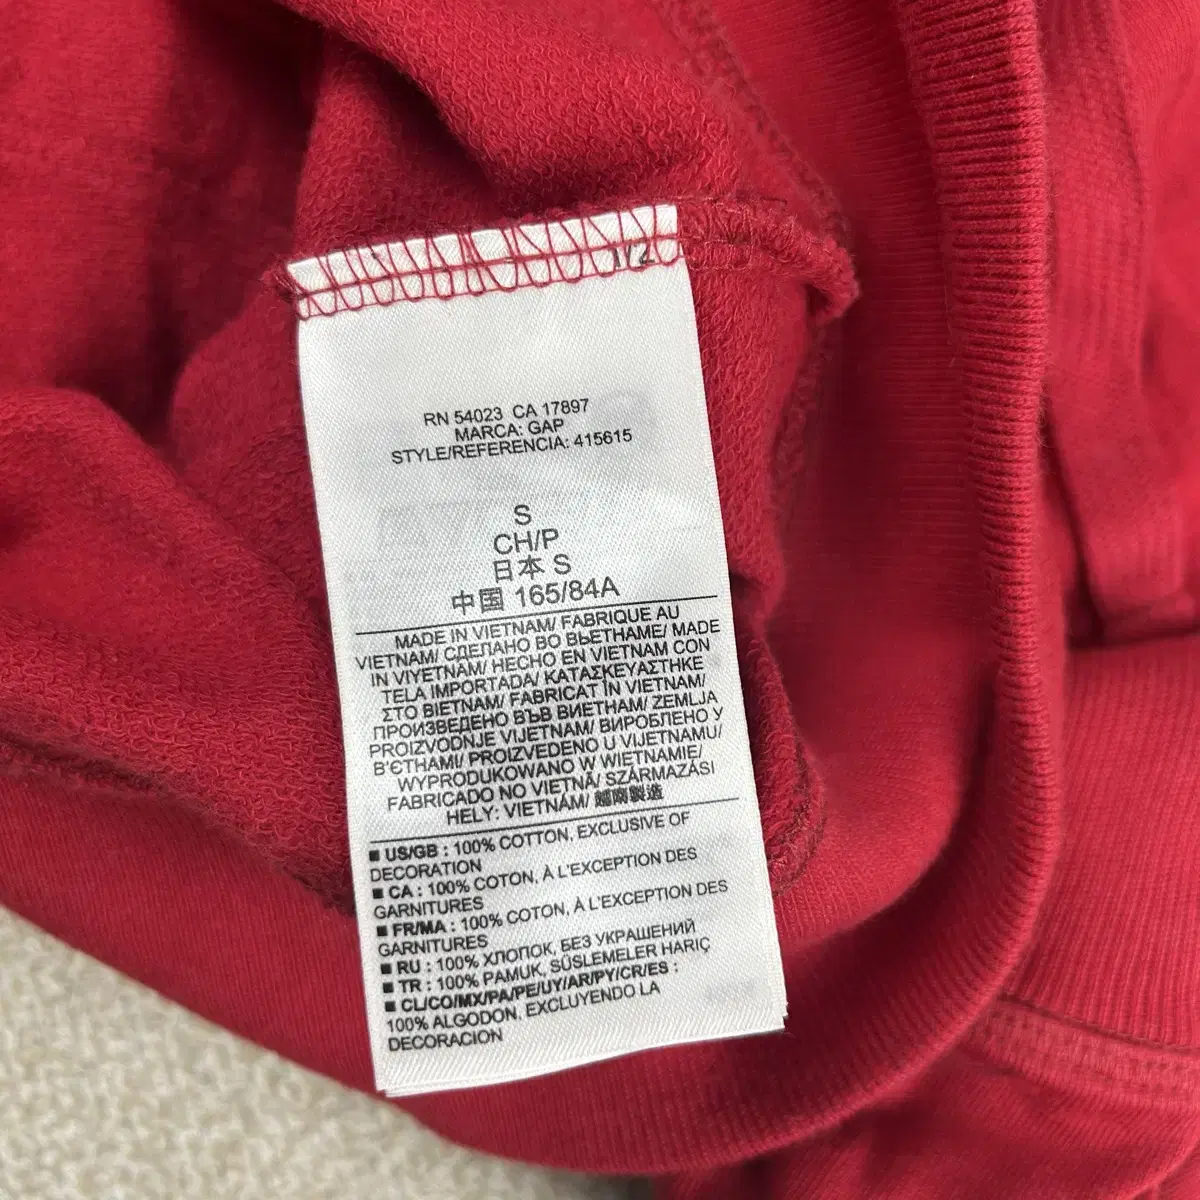 1/2
RN 54023 CA 17897
MARCA: GAP
STYLE/REFERENCIA: 415615
S
CH/P
日本 S
中国 165/84A
MADE IN VIETNAM/ FABRIQUE AU
VIETNAM/ СДЕЛАНО ВО ВЬЕТНАМЕ/ MADE
IN VIYETNAM/ HECHO EN VIETNAM CON
TELA IMPORTADA/ ΚΑΤΑΣΚΕΥΑΣΤΗΚΕ
ΣΤΟ ΒΙΕΤΝΑΜ/ FABRICAT ÎN VIETNAM/
ПРОИЗВЕДЕНО ВЪВ ВИЕТНАМ/ ZEMLJA
PROIZVODNJE VIJETNAM/ ВИРОБЛЕНО У
В'ЄТНАМІ/ PROIZVEDENO U VIJETNAMU/
WYPRODUKOWANO W WIETNAMIE/
FABRICADO NO VIETNÃ/ SZÁRMAZÁSI
HELY: VIETNÁM/ 越南製造
■ US/GB : 100% COTTON, EXCLUSIVE OF
DECORATION
■ CA : 100% COTON, À L'EXCEPTION DES
GARNITURES
■ FR/MA : 100% COTON, À L'EXCEPTION DES
GARNITURES
■ RU : 100% ХЛОПОК, БЕЗ УКРАШЕНИЙ
■ TR : 100% PAMUK, SÜSLEMELER HARIÇ
■ CL/CO/MX/PA/PE/UY/AR/PY/CR/ES :
100% ALGODON, EXCLUYENDO LA
DECORACION